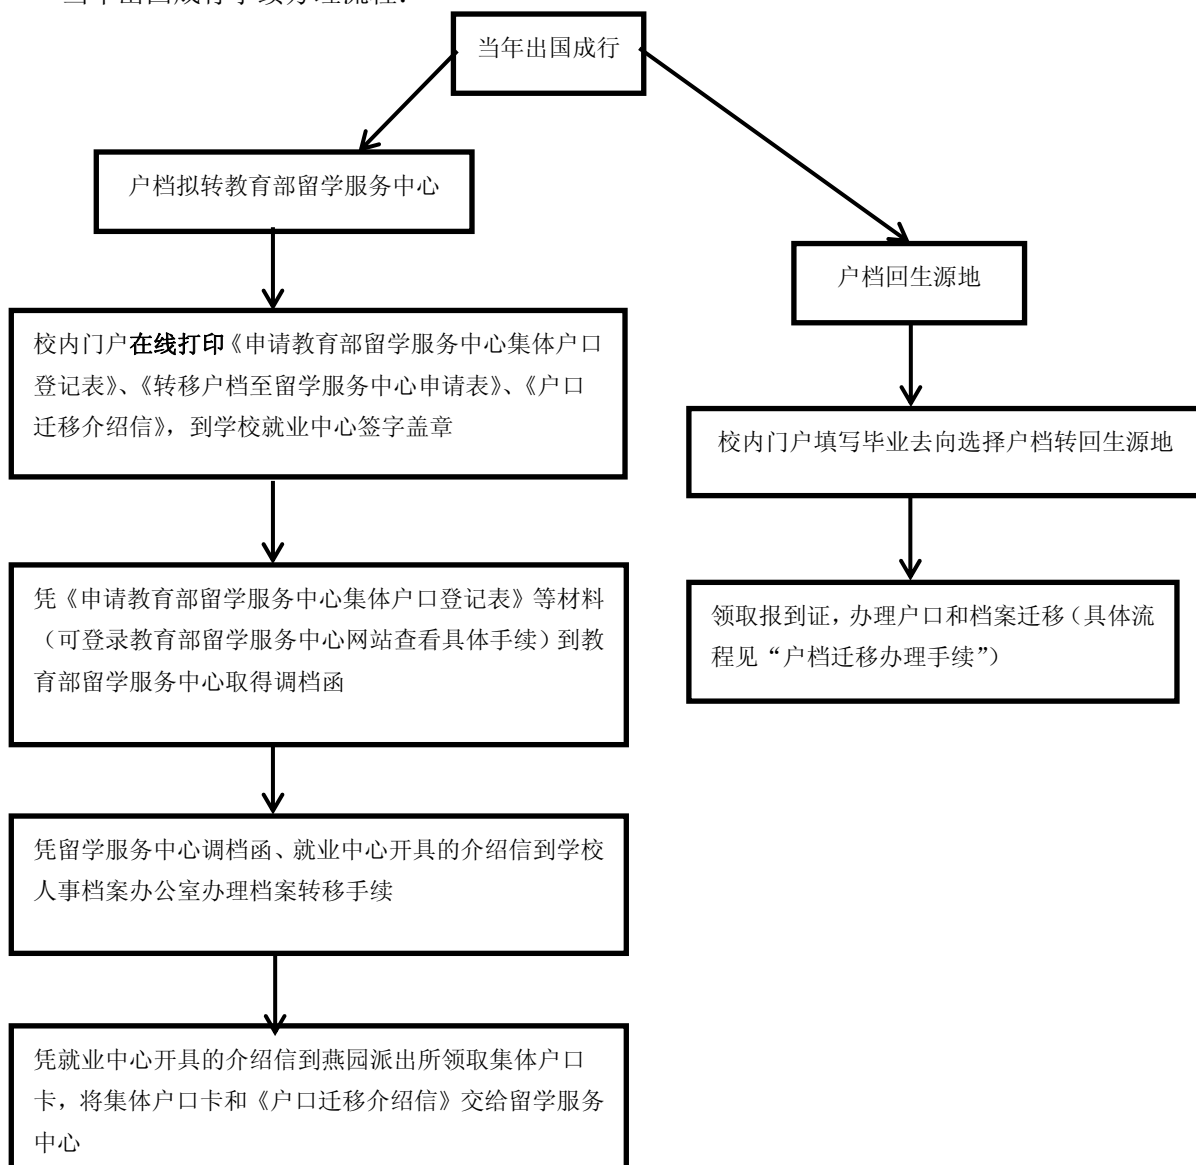 当年出国成行手续办理流程：
当年出国成行
户档拟转教育部留学服务中心
户档回生源地
校内门户在线打印《申请教育部留学服务中心集体户口
登记表》、《转移户档至留学服务中心申请表》、《户口
迁移介绍信》，到学校就业中心签字盖章
校内门户填写毕业去向选择户档转回生源地
凭《申请教育部留学服务中心集体户口登记表》等材料
（可登录教育部留学服务中心网站查看具体手续）到教
育部留学服务中心取得调档函
领取报到证，办理户口和档案迁移（具体流
程见“户档迁移办理手续”）
凭留学服务中心调档函、就业中心开具的介绍信到学校
人事档案办公室办理档案转移手续
凭就业中心开具的介绍信到燕园派出所领取集体户口
卡，将集体户口卡和《户口迁移介绍信》交给留学服务
中心